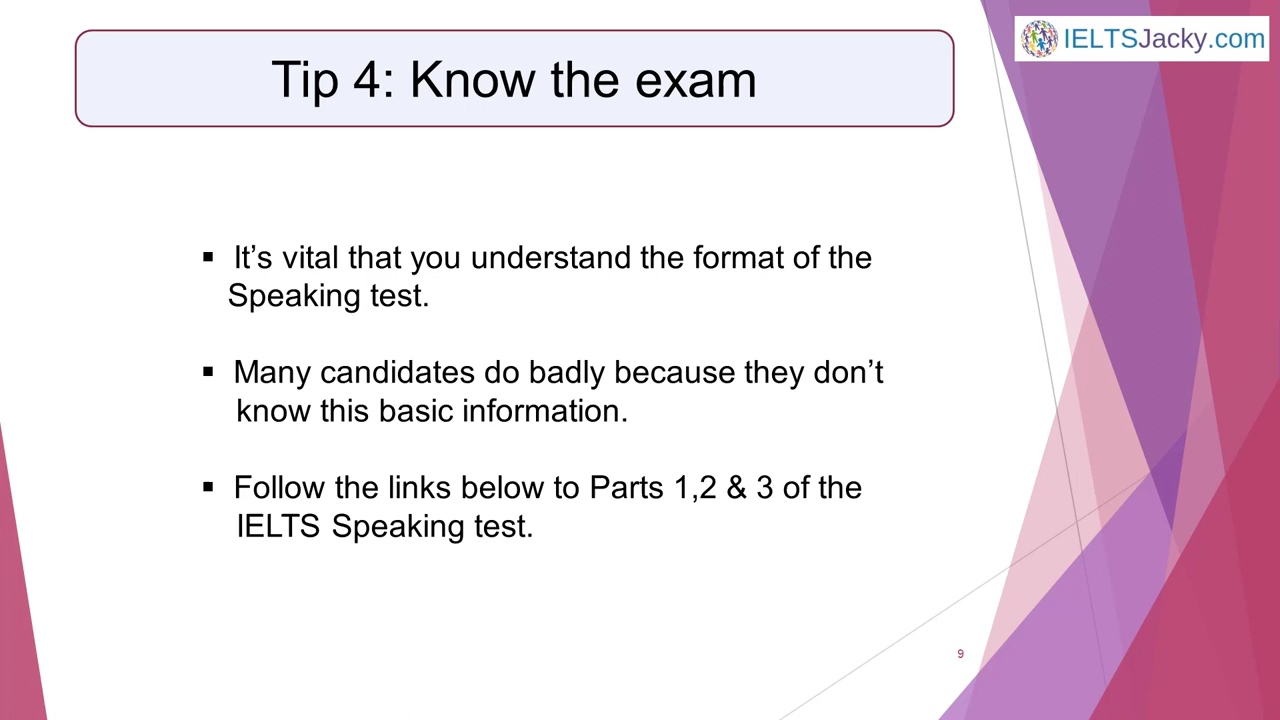 IELTSJacky.com
Tip 4: Know the exam
▪ It’s vital that you understand the format of the
Speaking test.
▪ Many candidates do badly because they don’t
know this basic information.
▪ Follow the links below to Parts 1,2 & 3 of the
IELTS Speaking test.
9